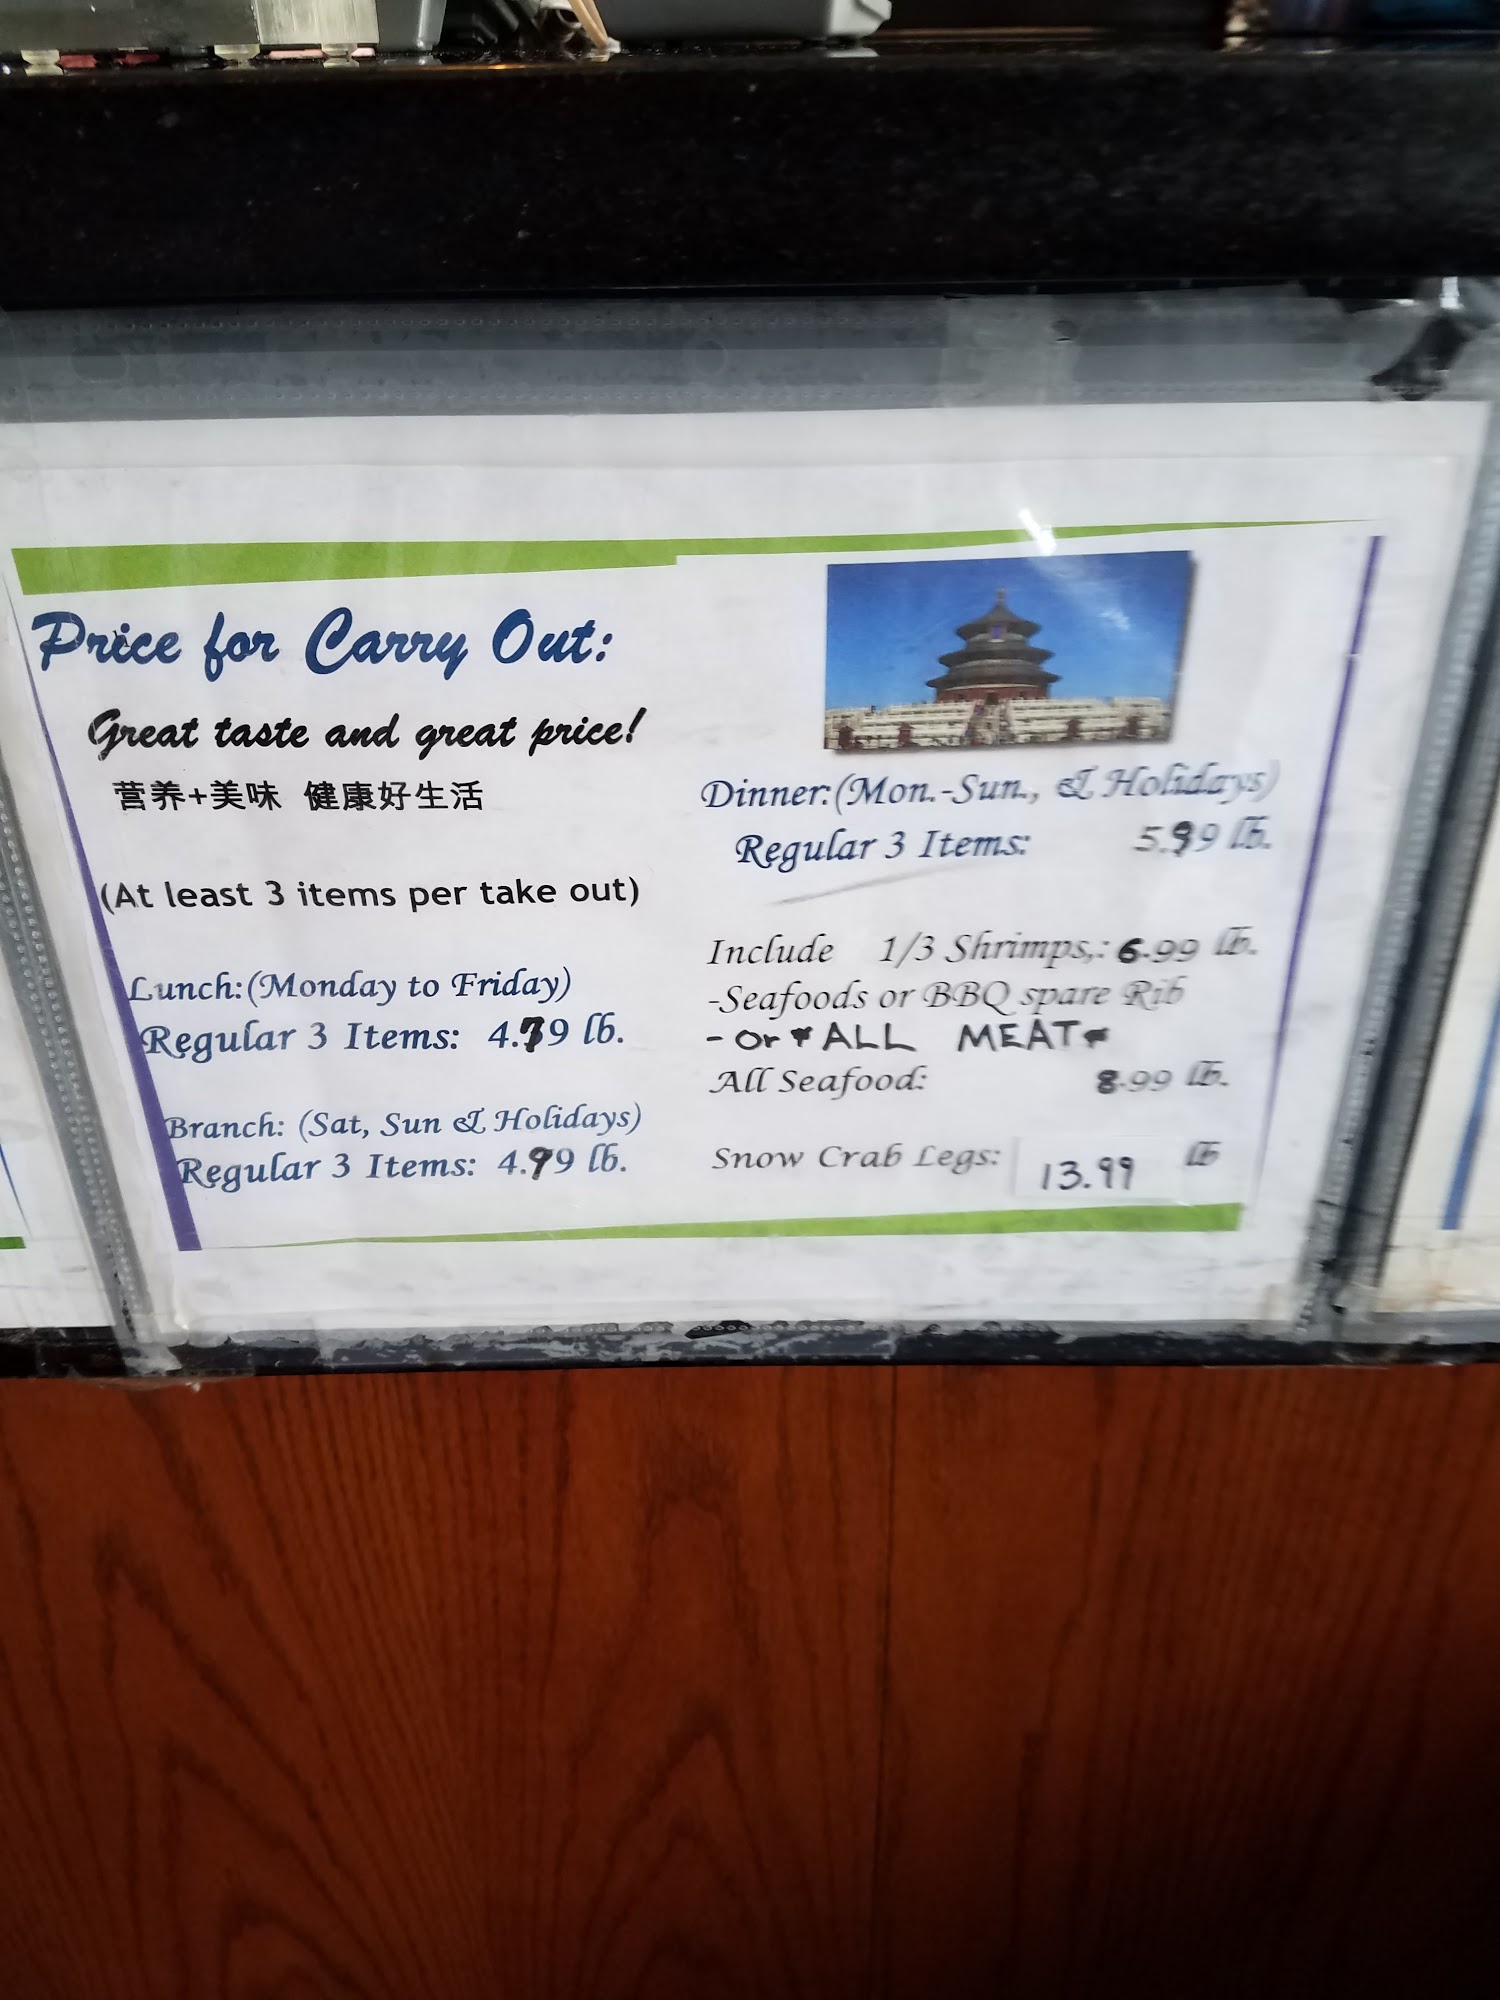 Price for Carry Out:
Great taste and great price!
营养+美味 健康好生活
(At least 3 items per take out)
Lunch:(Monday to Friday)
Regular 3 Items: 4.79 lb.
Branch: (Sat, Sun & Holidays)
Regular 3 Items: 4.99 lb.
Dinner:(Mon.-Sun., & Holidays)
Regular 3 Items: 5.99 lb.
Include 1/3 Shrimps,: 6.99 lb.
-Seafoods or BBQ spare Rib
- Or * ALL MEAT *
All Seafood: 8.99 lb.
Snow Crab Legs: 13.99 lb